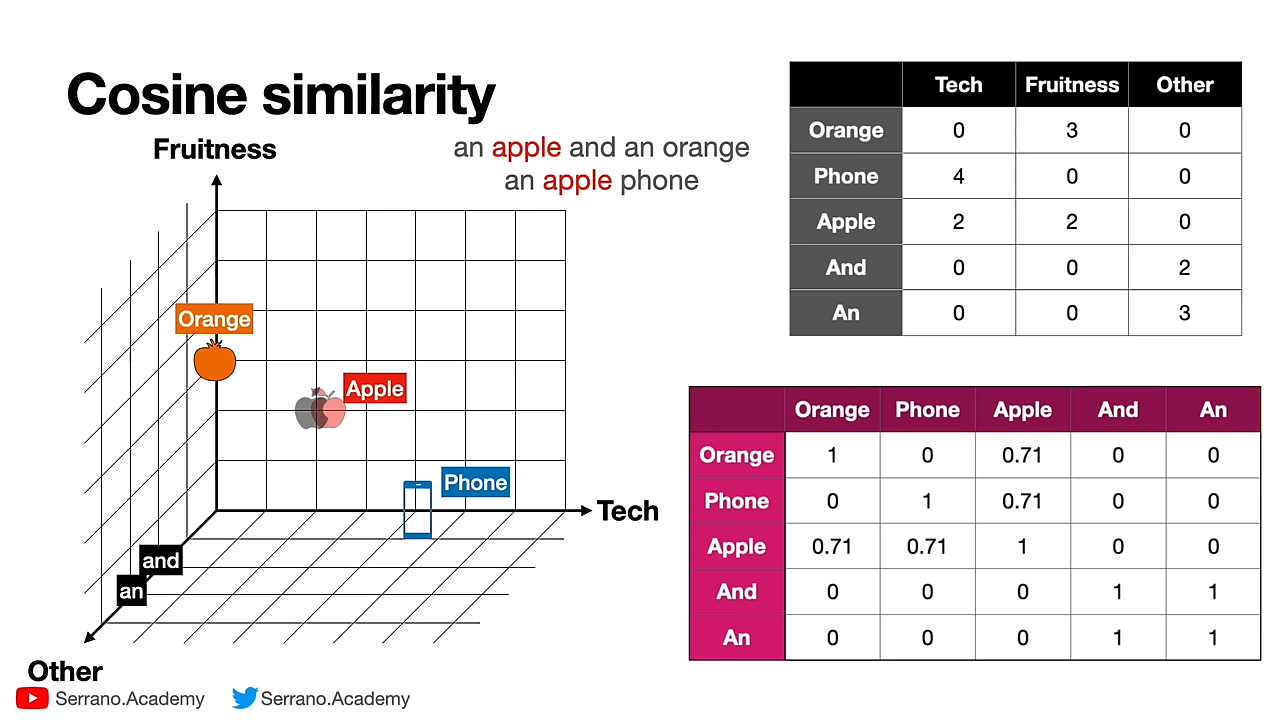 Cosine similarity
an apple and an orange
an apple phone
Fruitness
Orange
Apple
Phone
Tech
and
an
Other
Serrano.Academy Serrano.Academy
Tech Fruitness Other
Orange 0 3 0
Phone 4 0 0
Apple 2 2 0
And 0 0 2
An 0 0 3
Orange Phone Apple And An
Orange 1 0 0.71 0 0
Phone 0 1 0.71 0 0
Apple 0.71 0.71 1 0 0
And 0 0 0 1 1
An 0 0 0 1 1